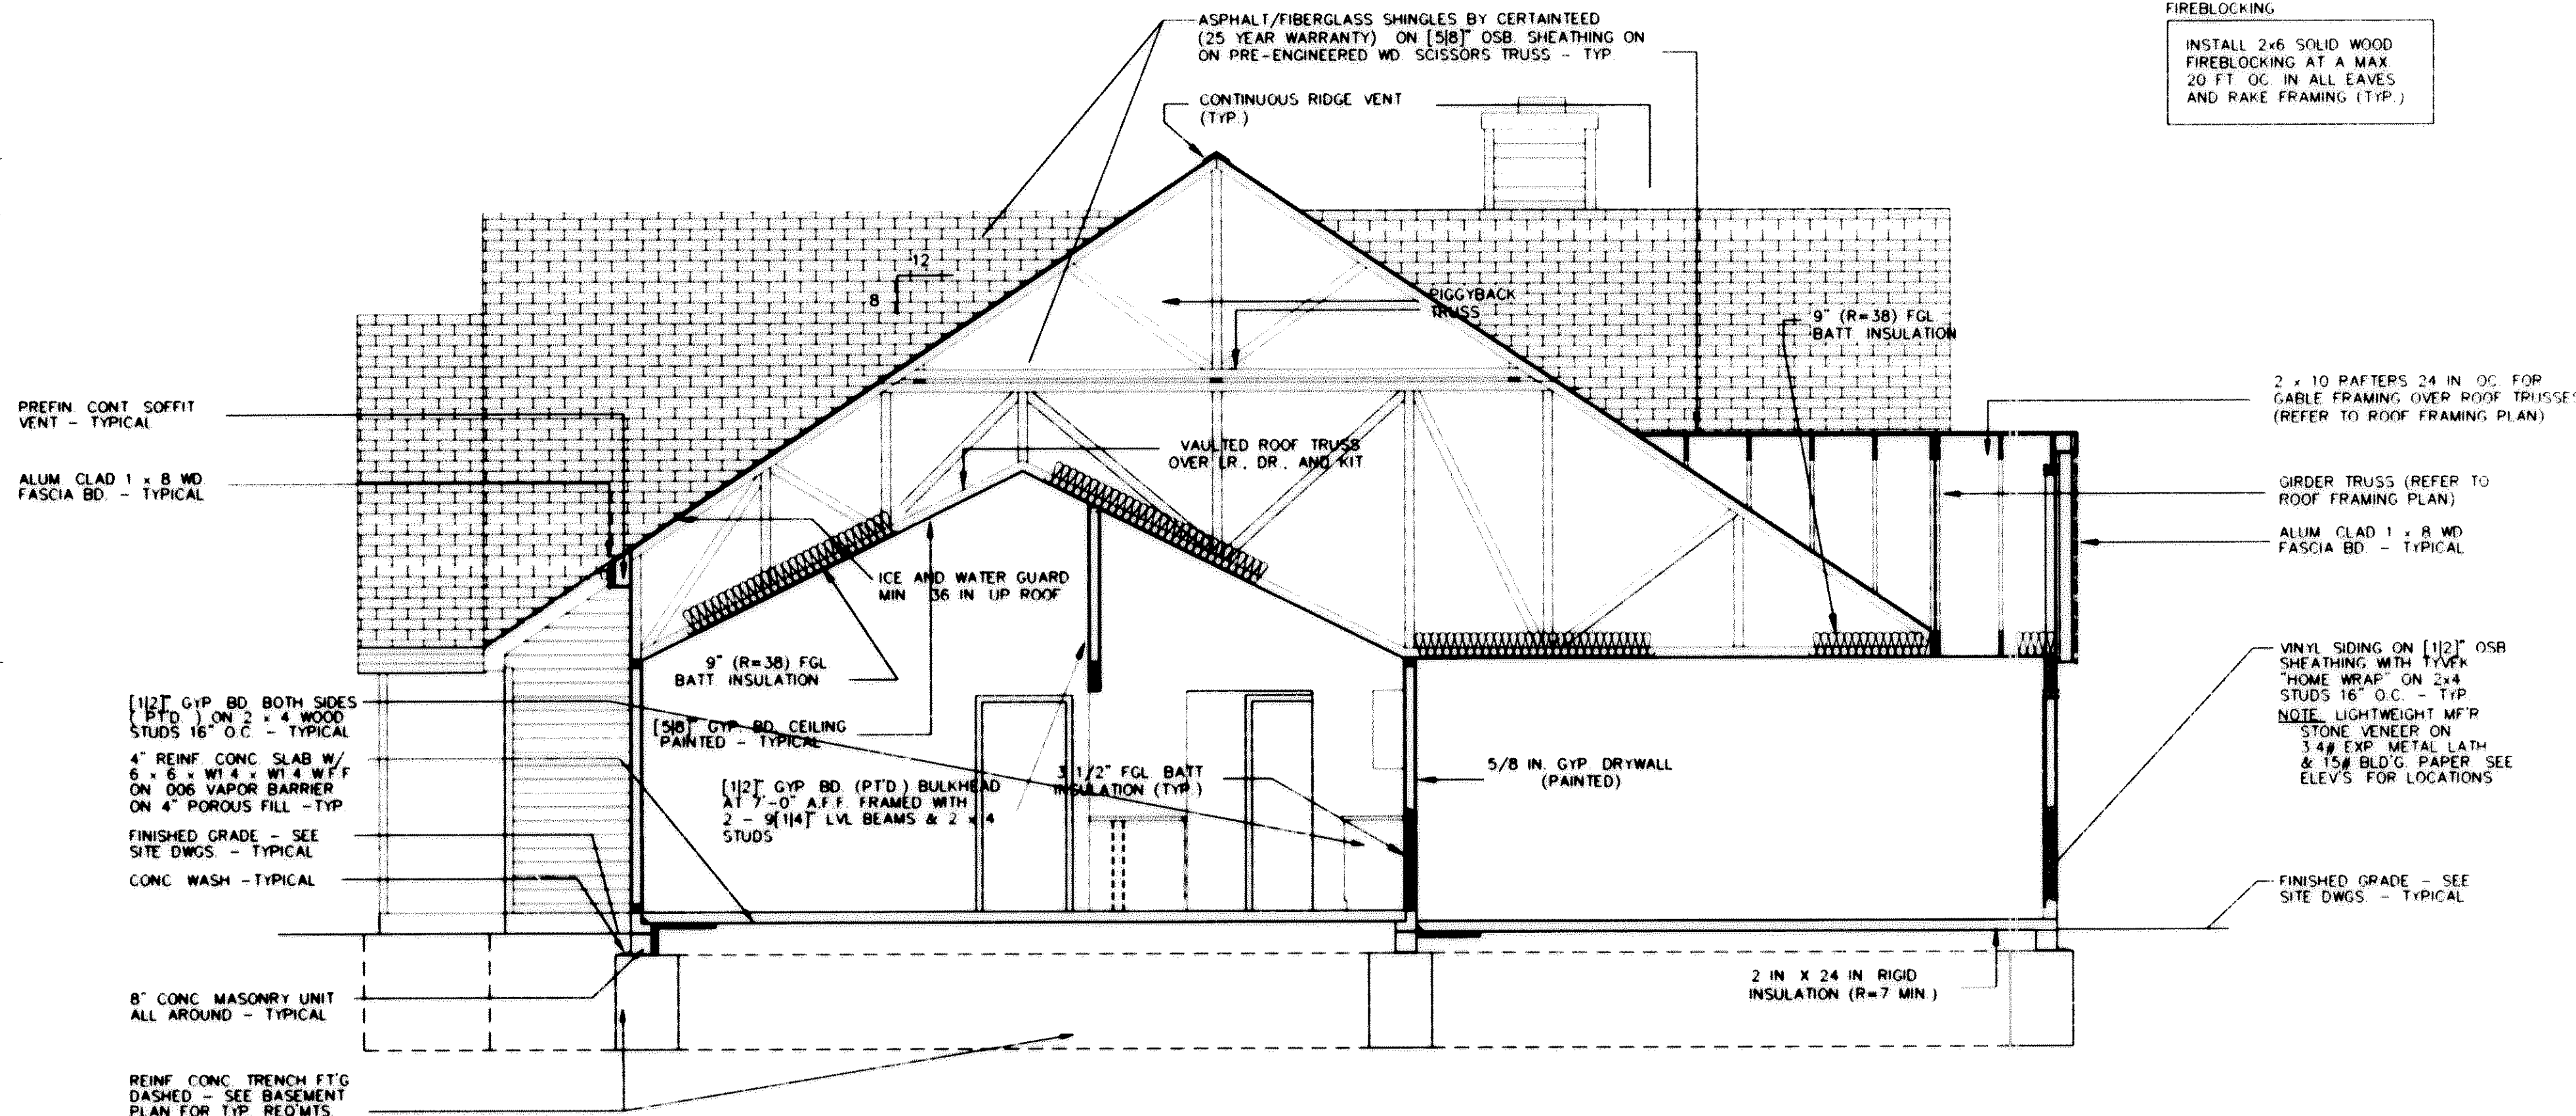 FIREBLOCKING
INSTALL 2x6 SOLID WOOD
FIREBLOCKING AT A MAX.
20 FT OC. IN ALL EAVES
AND RAKE FRAMING (TYP.)
ASPHALT/FIBERGLASS SHINGLES BY CERTAINTEED
(25 YEAR WARRANTY) ON [5|8]" OSB. SHEATHING ON
ON PRE-ENGINEERED WD. SCISSORS TRUSS - TYP.
CONTINUOUS RIDGE VENT
(TYP.)
12
8
PIGGYBACK
TRUSS
9" (R=38) FGL
BATT. INSULATION
PREFIN. CONT SOFFIT
VENT - TYPICAL
ALUM. CLAD 1 x 8 WD
FASCIA BD. - TYPICAL
VAULTED ROOF TRUSS
OVER LR., DR., AND KIT
2 x 10 RAFTERS 24 IN OC. FOR
GABLE FRAMING OVER ROOF TRUSSES
(REFER TO ROOF FRAMING PLAN)
GIRDER TRUSS (REFER TO
ROOF FRAMING PLAN)
ALUM CLAD 1 x 8 WD
FASCIA BD. - TYPICAL
ICE AND WATER GUARD
MIN 36 IN UP ROOF
9" (R=38) FGL
BATT. INSULATION
[5|8]" GYP. BD. CEILING
PAINTED - TYPICAL
[1|2]" GYP BD. (PT'D.) BULKHEAD
AT 7'-0" A.F.F. FRAMED WITH
2 - 9[1|4]" LVL BEAMS & 2 x 4
STUDS
3 1/2" FGL BATT
INSULATION (TYP.)
5/8 IN. GYP. DRYWALL
(PAINTED)
[1|2]" GYP BD. BOTH SIDES
( PT'D ) ON 2 x 4 WOOD
STUDS 16" O.C. - TYPICAL
4" REINF. CONC SLAB W/
6 x 6 x W1.4 x W1.4 W.F.F
ON .006 VAPOR BARRIER
ON 4" POROUS FILL -TYP.
FINISHED GRADE - SEE
SITE DWGS. - TYPICAL
CONC WASH -TYPICAL
8" CONC MASONRY UNIT
ALL AROUND - TYPICAL
REINF CONC. TRENCH FT'G
DASHED - SEE BASEMENT
PLAN FOR TYP. REQ'MTS.
VINYL SIDING ON [1|2]" OSB
SHEATHING WITH TYVEK
"HOME WRAP" ON 2x4
STUDS 16" O.C. - TYP
NOTE: LIGHTWEIGHT MF'R
STONE VENEER ON
3.4# EXP. METAL LATH
& 15# BLD'G. PAPER SEE
ELEV'S FOR LOCATIONS
FINISHED GRADE - SEE
SITE DWGS. - TYPICAL
2 IN X 24 IN RIGID
INSULATION (R=7 MIN.)